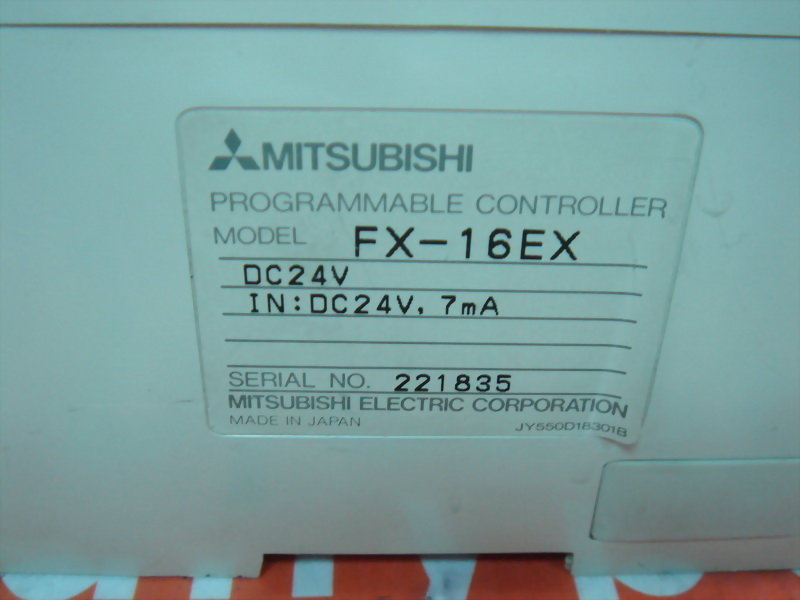 MITSUBISHI
PROGRAMMABLE CONTROLLER
MODEL FX-16EX
DC24V
IN:DC24V, 7mA
SERIAL NO. 221835
MITSUBISHI ELECTRIC CORPORATION
MADE IN JAPAN JY550D18301B